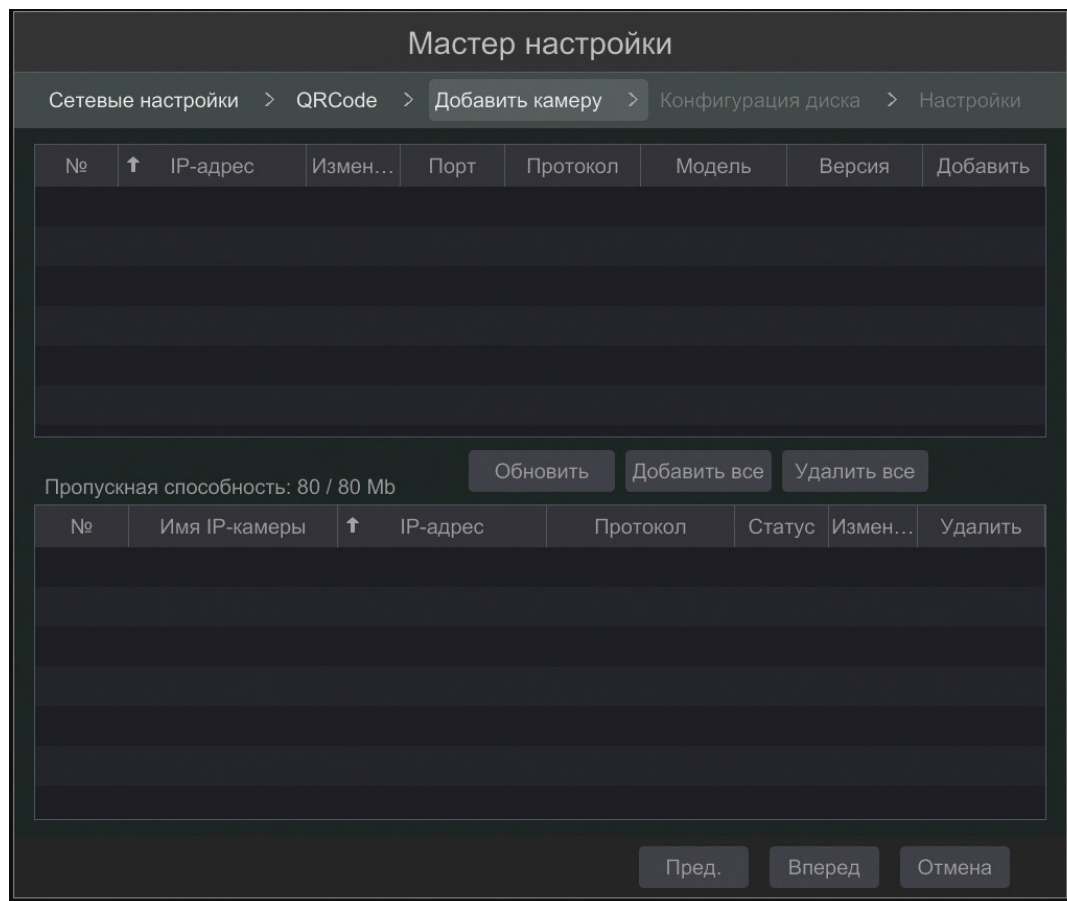 Мастер настройки
Сетевые настройки > QRCode > Добавить камеру > Конфигурация диска > Настройки
№ ↑ IP-адрес Измен... Порт Протокол Модель Версия Добавить
Обновить Добавить все Удалить все
Пропускная способность: 80 / 80 Mb
№ Имя IP-камеры ↑ IP-адрес Протокол Статус Измен... Удалить
Пред. Вперед Отмена